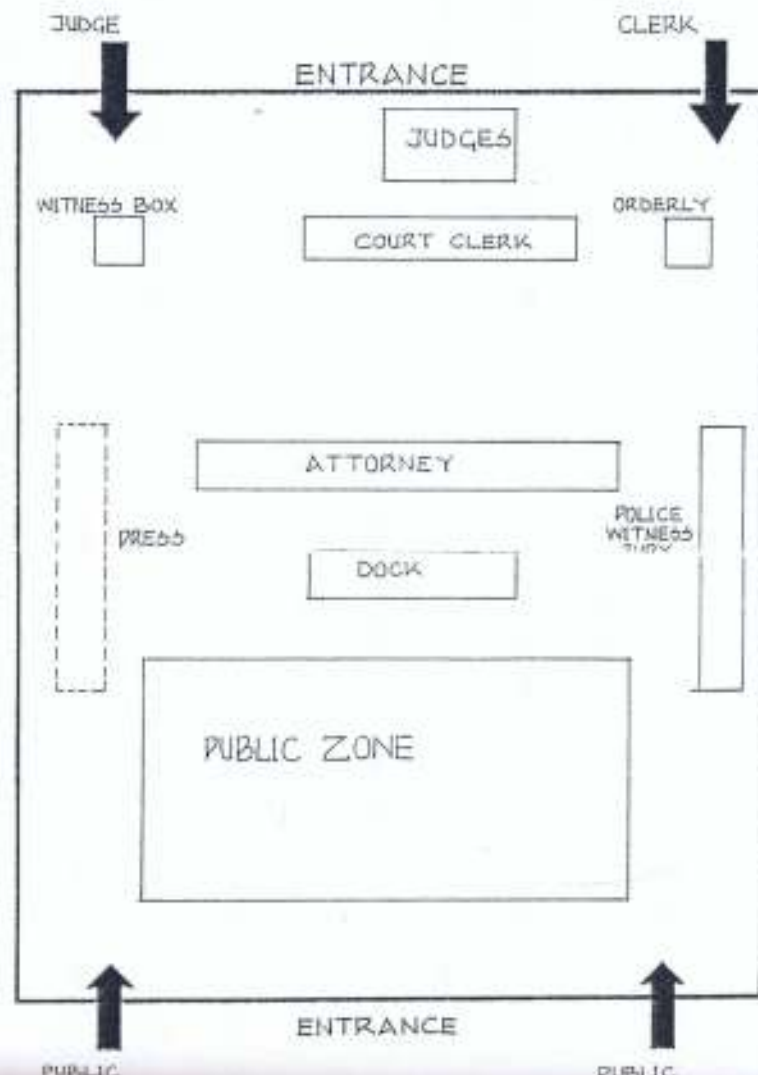 JUDGE
CLERK
ENTRANCE
JUDGES
WITNESS BOX
ORDERLY
COURT CLERK
ATTORNEY
PRESS
POLICE
WITNESS
DOCK
PUBLIC ZONE
ENTRANCE
PUBLIC
PUBLIC